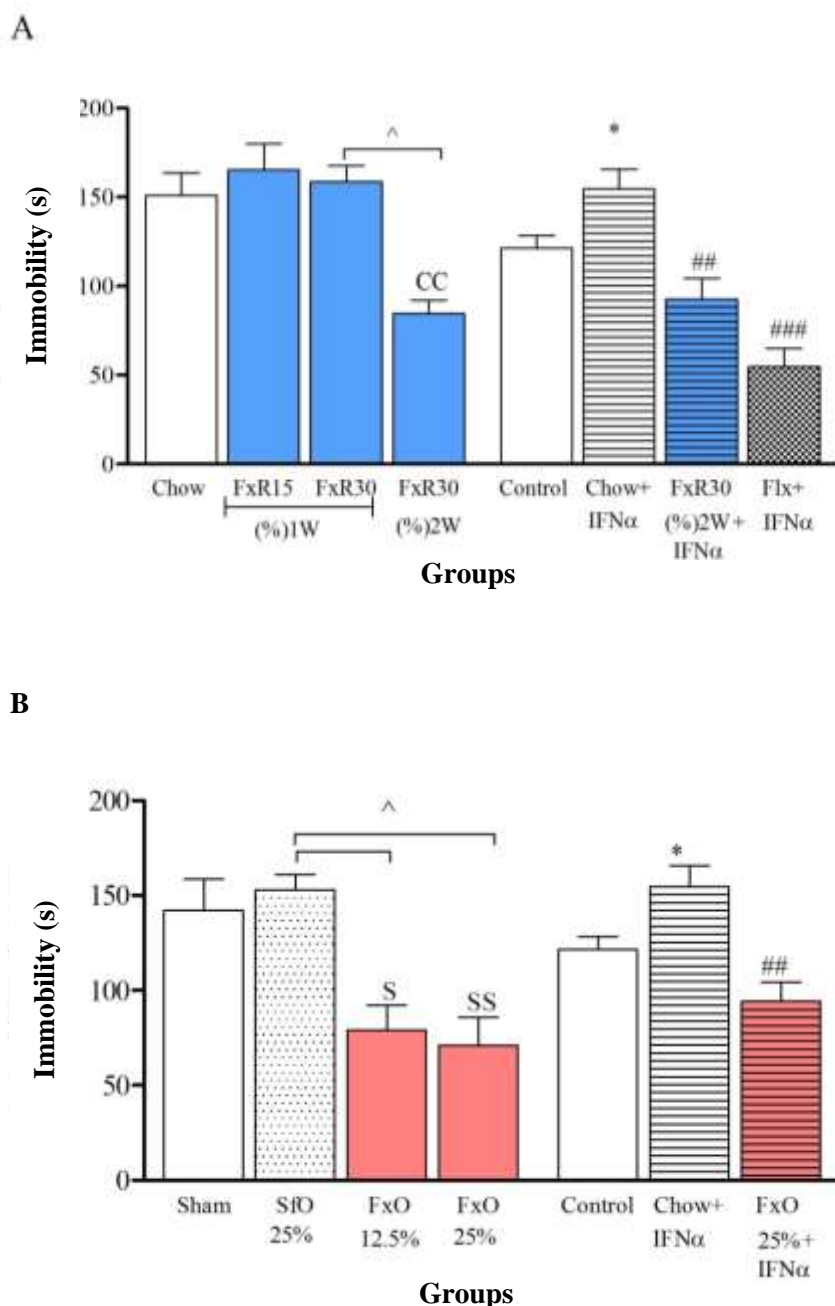 A
200
150
100
50
0
Immobility (s)
^
CC
*
##
###
Chow FxR15 FxR30 FxR30 Control Chow+ FxR30 Flx+
(%)1W (%)2W IFNα (%)2W+ IFNα
IFNα
Groups
B
200
150
100
50
0
Immobility (s)
^
S
SS
*
##
Sham SfO FxO FxO Control Chow+ FxO
25% 12.5% 25% IFNα 25%+
IFNα
Groups